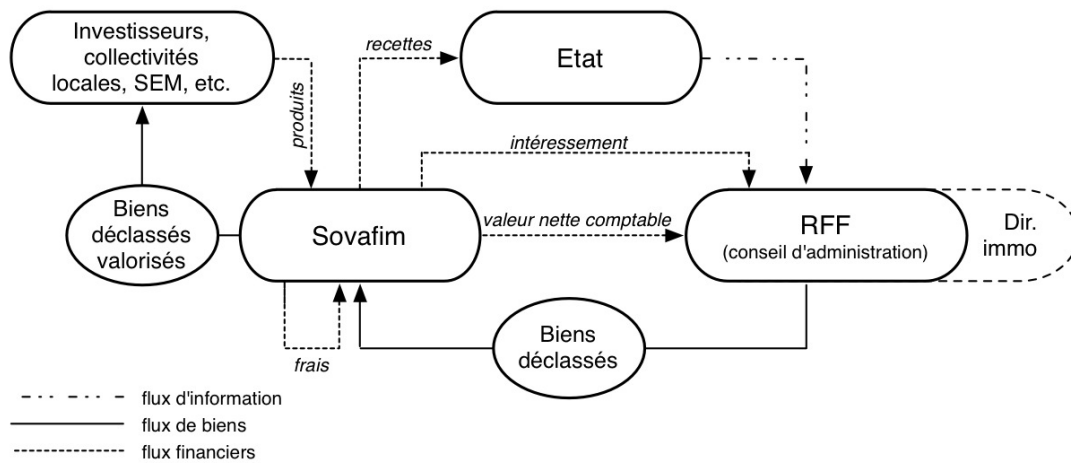 Investisseurs,
collectivités
locales, SEM, etc.
recettes
Etat
produits
intéressement
Biens
déclassés
valorisés
Sovafim
valeur nette comptable
RFF
(conseil d'administration)
Dir.
immo
frais
Biens
déclassés
flux d'information
flux de biens
flux financiers